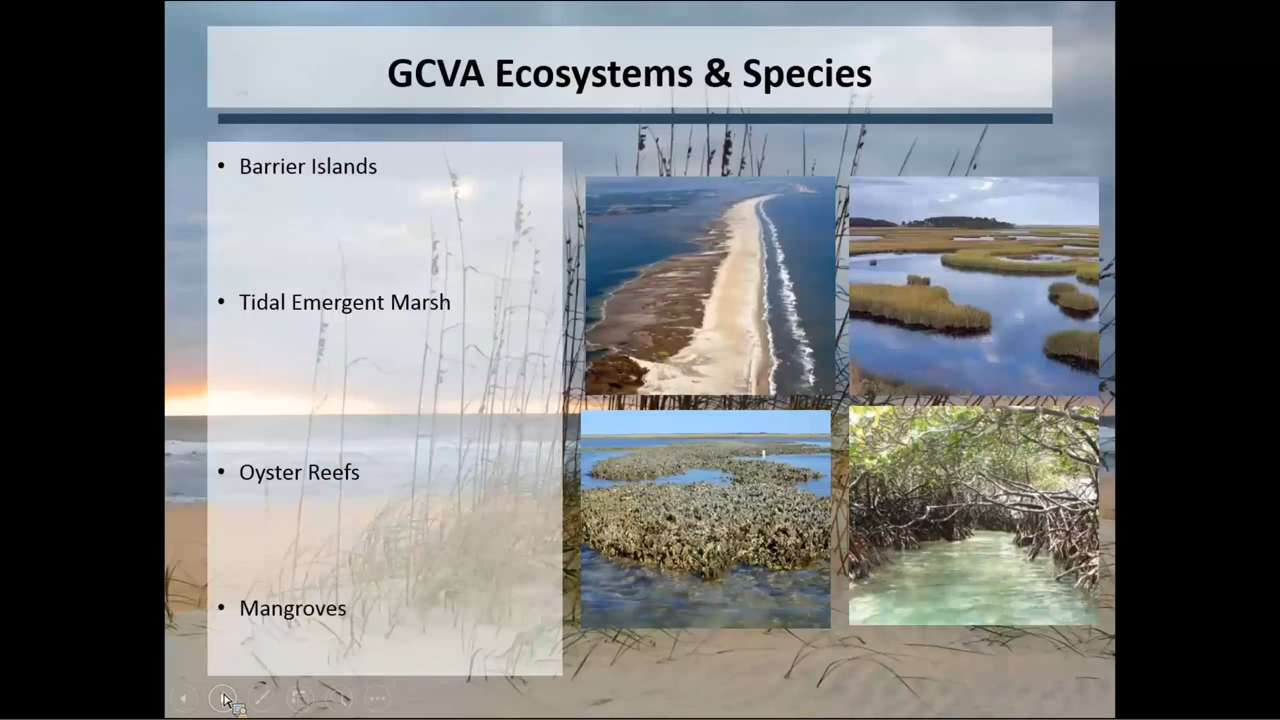 GCVA Ecosystems & Species
• Barrier Islands
• Tidal Emergent Marsh
• Oyster Reefs
• Mangroves